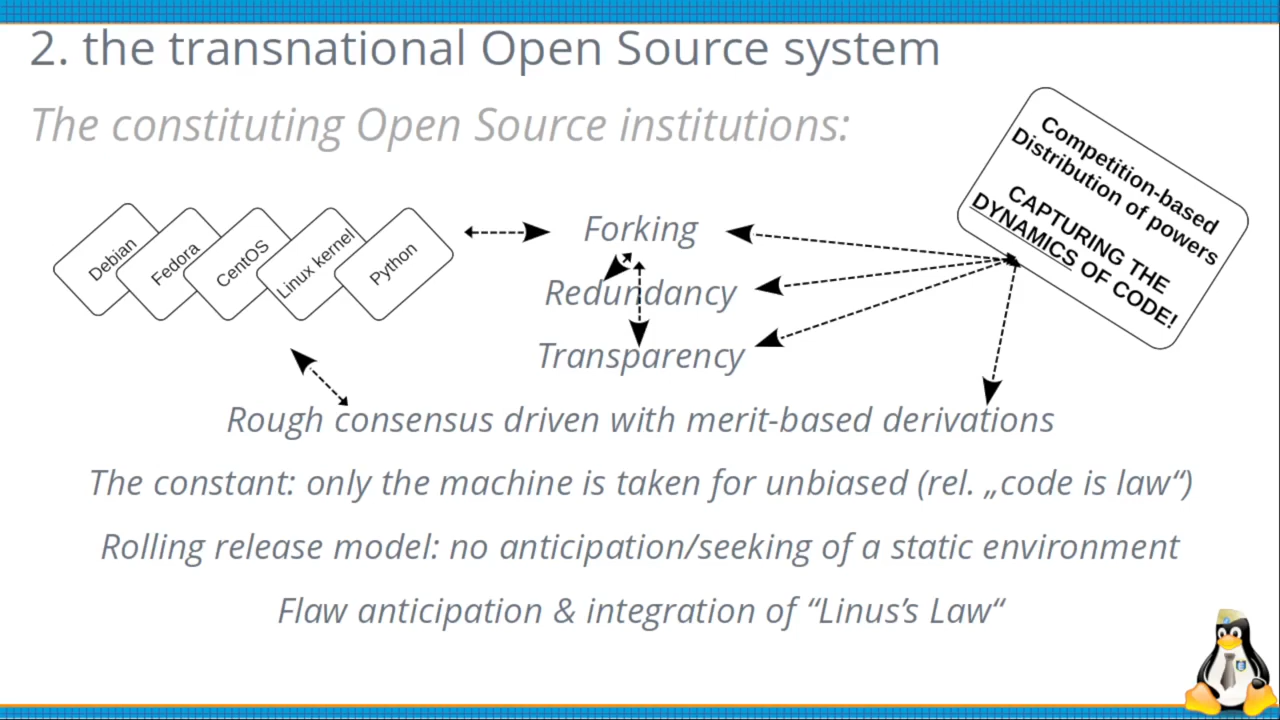 2. the transnational Open Source system
The constituting Open Source institutions:
Competition-based
Distribution of powers
CAPTURING THE
DYNAMICS OF CODE!
Debian
Fedora
CentOS
Linux kernel
Python
Forking
Redundancy
Transparency
Rough consensus driven with merit-based derivations
The constant: only the machine is taken for unbiased (rel. „code is law“)
Rolling release model: no anticipation/seeking of a static environment
Flaw anticipation & integration of “Linus’s Law“